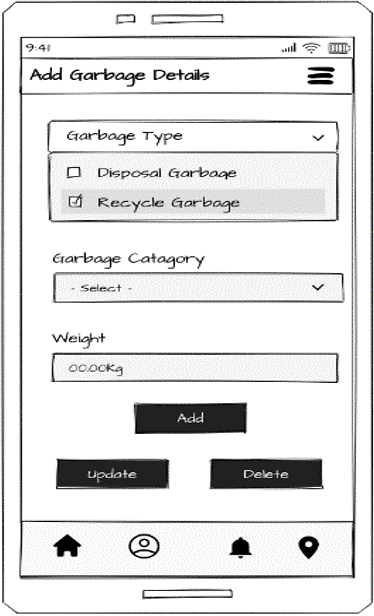 9:41
Add Garbage Details
Garbage Type
Disposal Garbage
Recycle Garbage
Garbage Catagory
- Select -
Weight
00.00Kg
Add
Update Delete